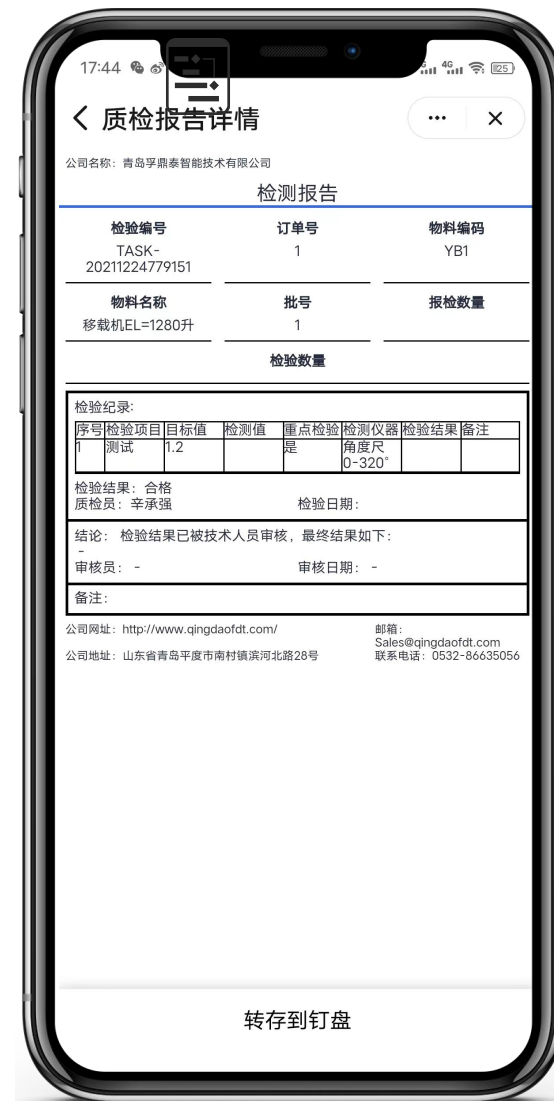 17:44
4G
25
质检报告详情
公司名称：青岛孚鼎泰智能技术有限公司
检测报告
检验编号 订单号 物料编码
TASK-20211224779151 1 YB1
物料名称 批号 报检数量
移载机EL=1280升 1
检验数量
检验纪录:
序号 检验项目 目标值 检测值 重点检验 检测仪器 检验结果 备注
1 测试 1.2 是 角度尺
0-320°
检验结果：合格
质检员：辛承强 检验日期：
结论： 检验结果已被技术人员审核，最终结果如下：
-
审核员： - 审核日期： -
备注：
公司网址：http://www.qingdaofdt.com/ 邮箱：
Sales@qingdaofdt.com
公司地址：山东省青岛平度市南村镇滨河北路28号 联系电话：0532-86635056
转存到钉盘